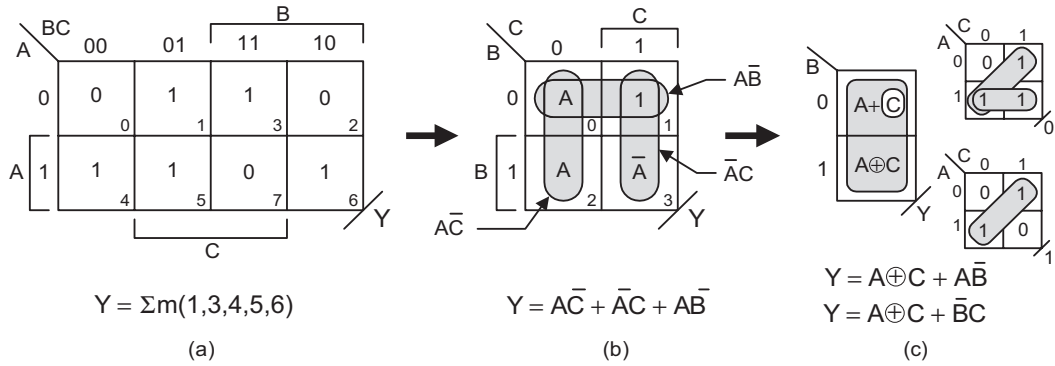 B
BC
A
00 01 11 10
0 0 1 1 0
0 1 3 2
A 1 1 1 0 1
4 5 7 6
Y
C
Y = Σm(1,3,4,5,6)
(a)
C
C
B
0 1
0 A 1
0 1
AB̄
B 1 A Ā
2 3
ĀC
AC̄
Y
Y = AC̄ + ĀC + AB̄
(b)
B
0 A+ C
1 A⊕C
Y
C
A 0 1
0 0 1
1 1 1
0
C
A 0 1
0 0 1
1 1 0
1
Y = A⊕C + AB̄
Y = A⊕C + B̄C
(c)